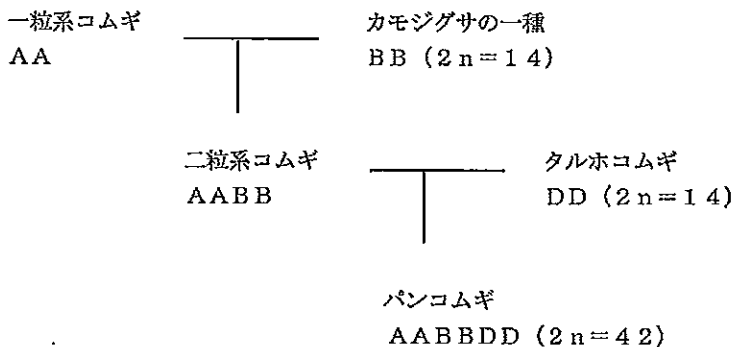 一粒系コムギ カモジグサの一種
AA BB (2n=14)
二粒系コムギ タルホコムギ
AABB DD (2n=14)
パンコムギ
AABBDD (2n=42)